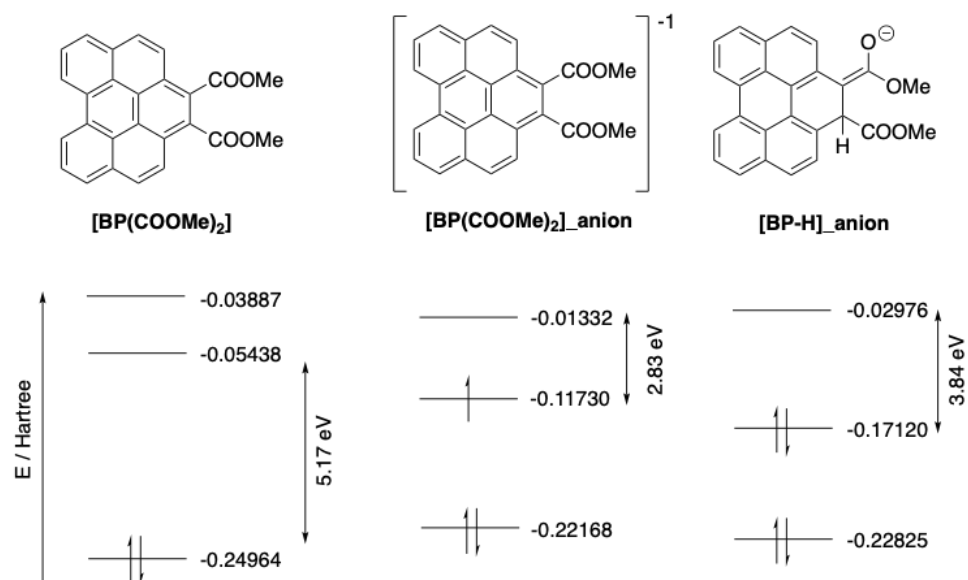 COOMe
COOMe
[BP(COOMe)₂]
-1
COOMe
COOMe
[BP(COOMe)₂]_anion
O⊖
OMe
COOMe
H
[BP-H]_anion
E / Hartree
-0.03887
-0.05438
5.17 eV
-0.24964
-0.01332
2.83 eV
-0.11730
-0.22168
-0.02976
3.84 eV
-0.17120
-0.22825